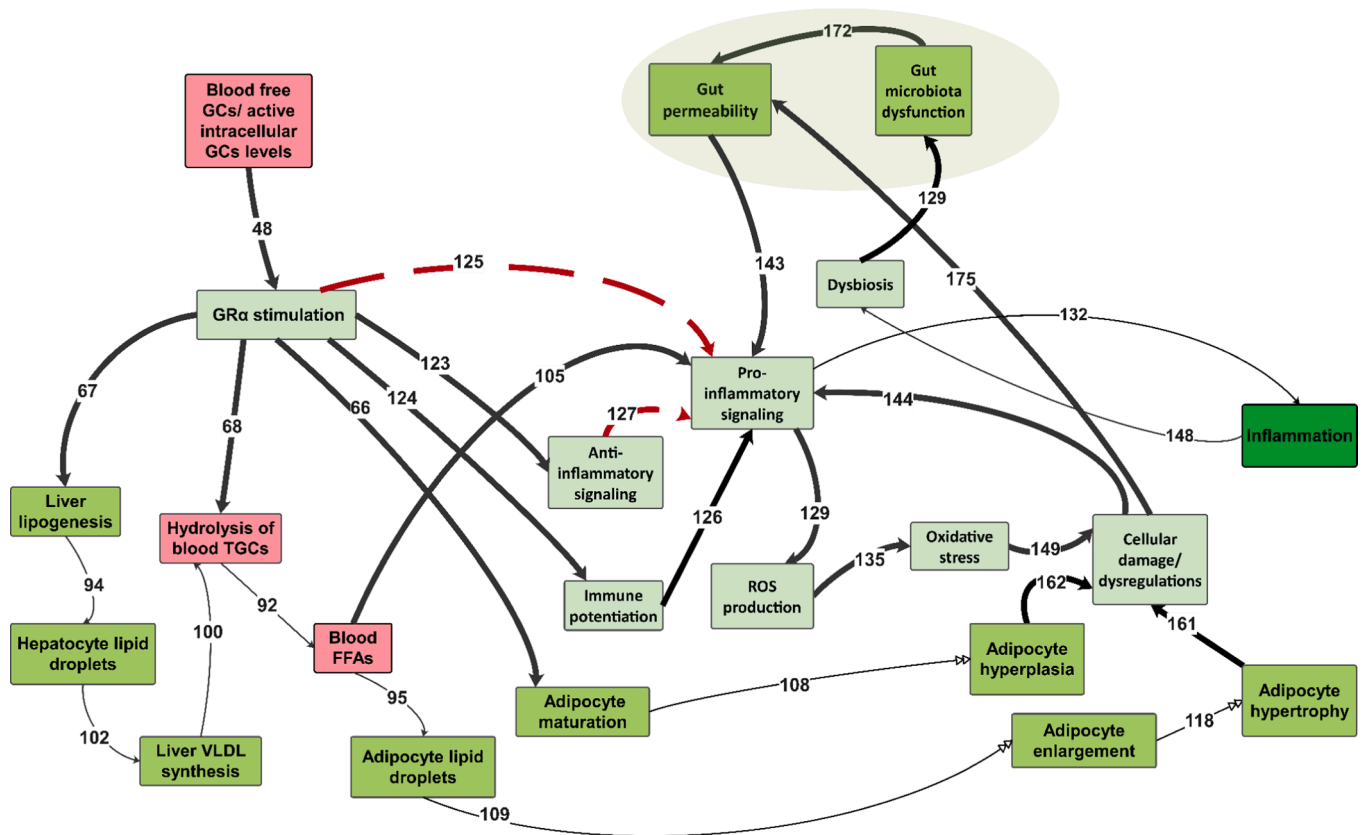 172
Blood free
GCs/ active
intracellular
GCs levels
Gut
permeability
Gut
microbiota
dysfunction
129
48
125
143
Dysbiosis
175
GRα stimulation
132
123
105
67
124
66
68
Pro-
inflammatory
signaling
144
127
148
Inflammation
Anti-
inflammatory
signaling
Liver
lipogenesis
Hydrolysis of
blood TGCs
126
129
Oxidative
stress
149
Cellular
damage/
dysregulations
135
94
92
Immune
potentiation
ROS
production
162
161
100
Hepatocyte lipid
droplets
Blood
FFAs
Adipocyte
hyperplasia
108
95
Adipocyte
maturation
Adipocyte
hypertrophy
102
118
Liver VLDL
synthesis
Adipocyte lipid
droplets
Adipocyte
enlargement
109